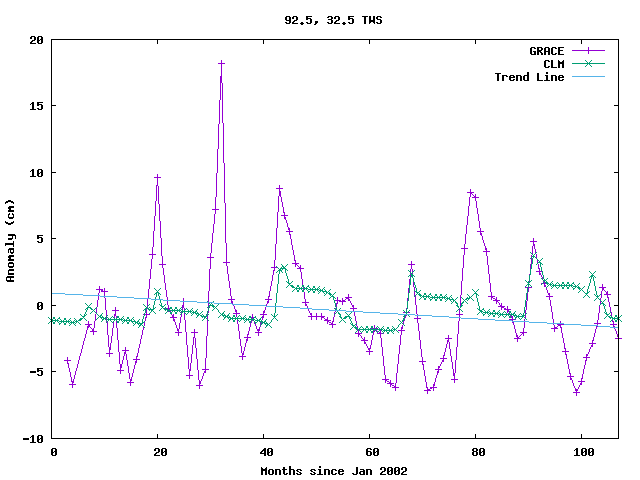 92.5, 32.5 TWS
GRACE
CLM
Trend Line
20
15
10
5
0
-5
-10
Anomaly (cm)
0 20 40 60 80 100
Months since Jan 2002